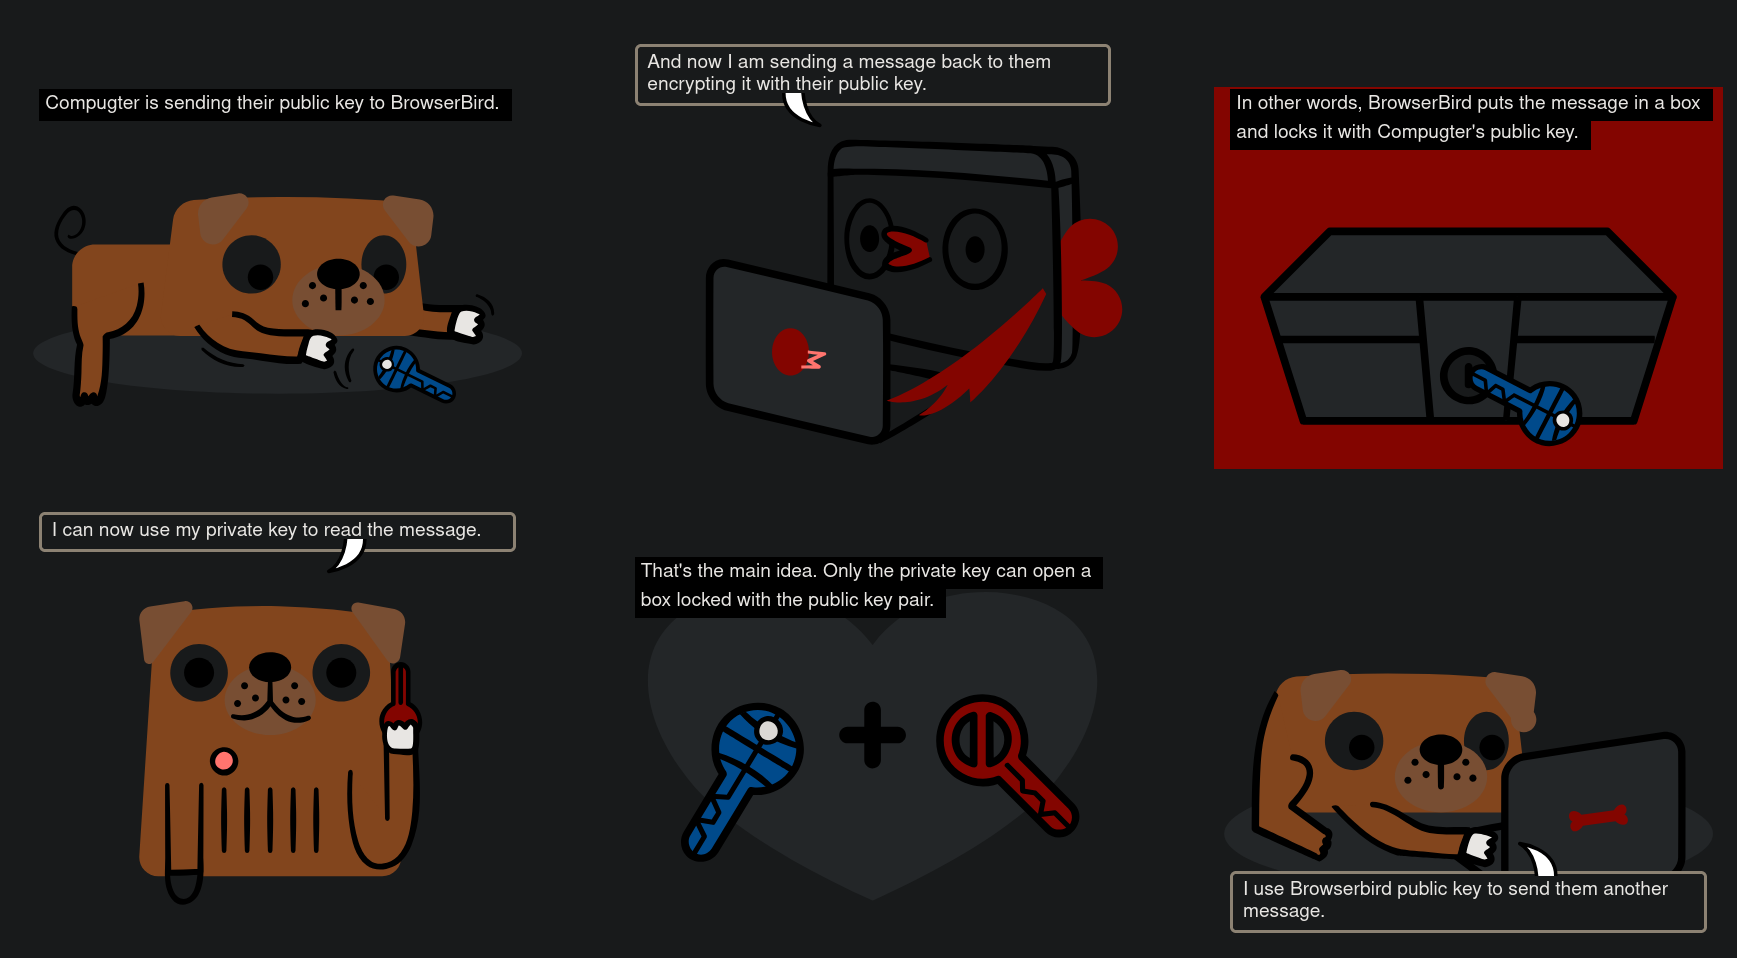 Compugter is sending their public key to BrowserBird.
And now I am sending a message back to them
encrypting it with their public key.
In other words, BrowserBird puts the message in a box
and locks it with Compugter's public key.
I can now use my private key to read the message.
That's the main idea. Only the private key can open a
box locked with the public key pair.
I use Browserbird public key to send them another
message.